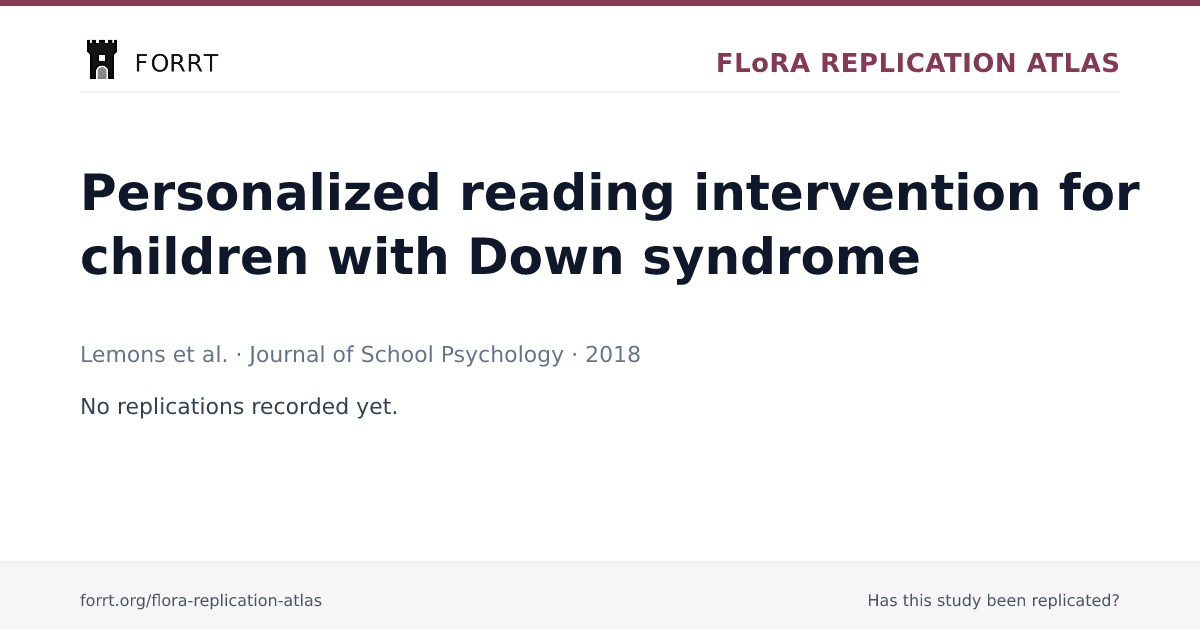 FORRT
FLoRA REPLICATION ATLAS
Personalized reading intervention for
children with Down syndrome
Lemons et al. · Journal of School Psychology · 2018
No replications recorded yet.
forrt.org/flora-replication-atlas
Has this study been replicated?